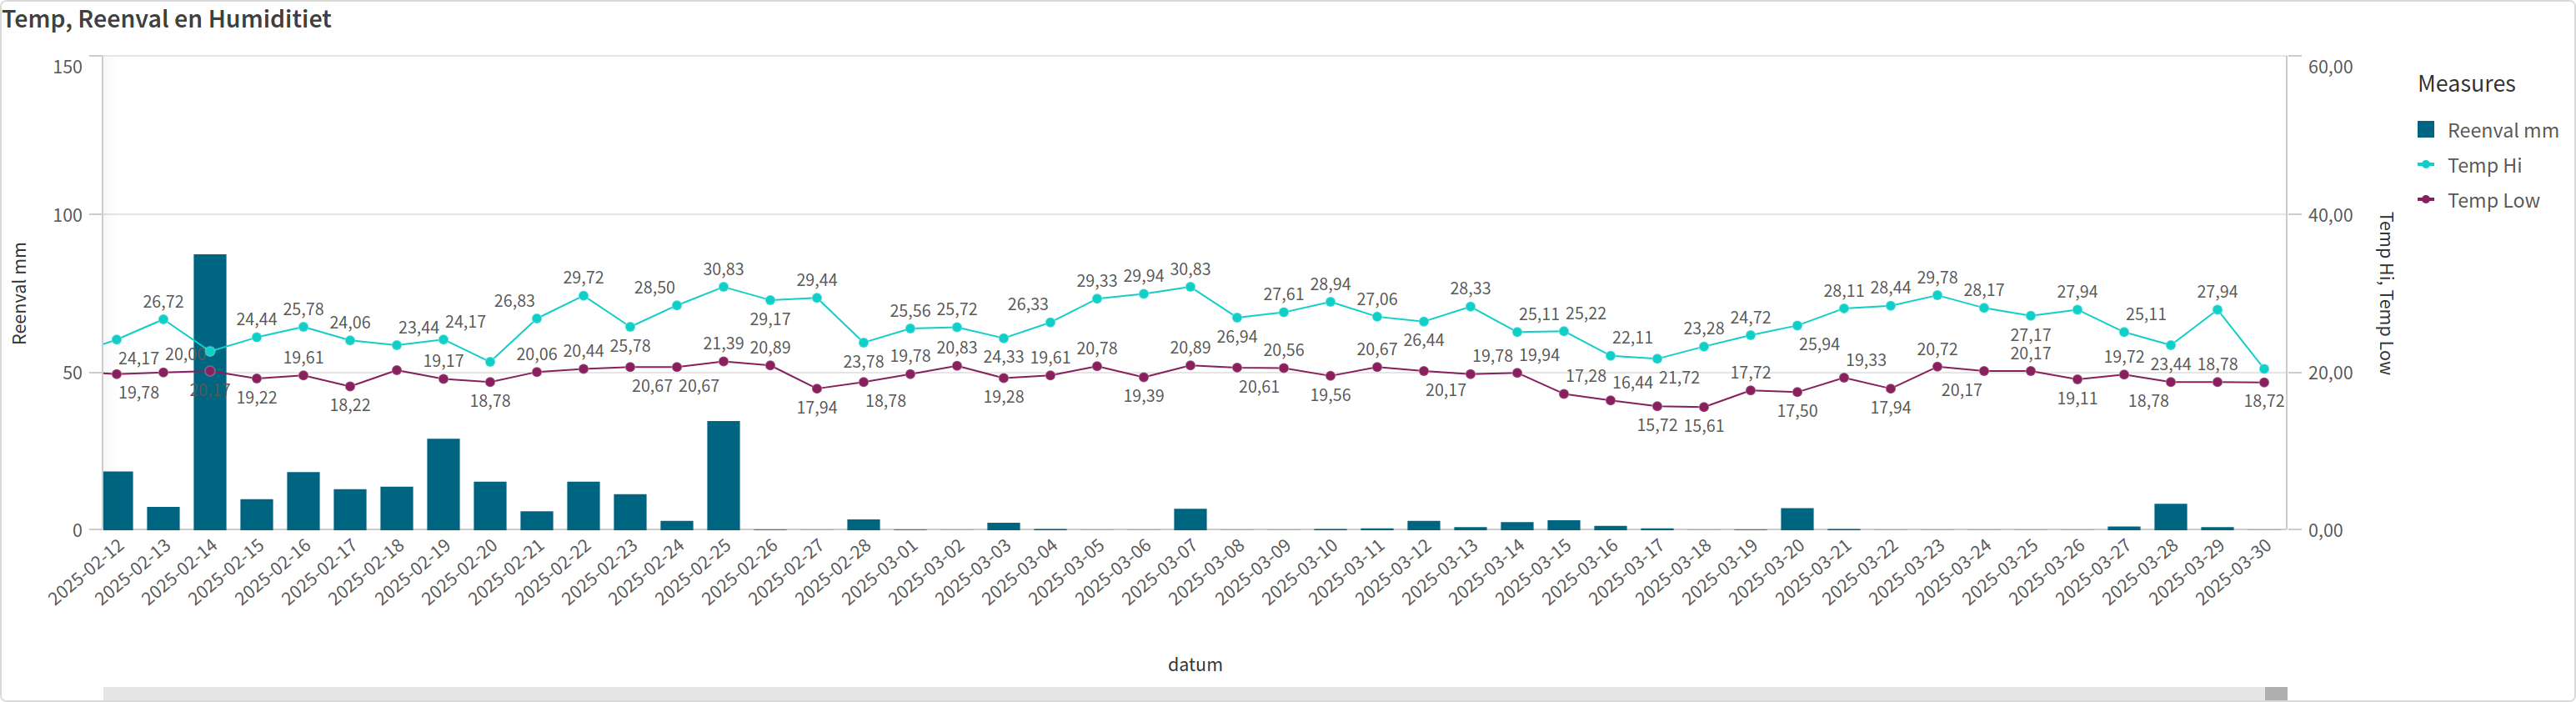 Temp, Reenval en Humiditiet
150
100
50
0
Reenval mm
60,00
40,00
20,00
0,00
Temp Hi, Temp Low
Measures
Reenval mm
Temp Hi
Temp Low
24,17 26,72 24,44 25,78 24,06 23,44 24,17 26,83 29,72 25,78 28,50 30,83 29,17 29,44 23,78 25,56 25,72 24,33 26,33 29,33 29,94 30,83 26,94 27,61 28,94 27,06 26,44 28,33 25,11 25,22 22,11 21,72 23,28 24,72 25,94 28,11 28,44 29,78 28,17 27,17 27,94 25,11 23,44 27,94
19,78 20,00 20,17 19,22 19,61 18,22 19,17 18,78 20,06 20,44 20,67 20,67 21,39 20,89 17,94 18,78 19,78 20,83 19,28 19,61 20,78 19,39 20,89 20,61 20,56 19,56 20,67 20,17 19,78 19,94 17,28 16,44 15,72 15,61 17,72 17,50 19,33 17,94 20,72 20,17 20,17 19,11 19,72 18,78 18,78 18,72
2025-02-12 2025-02-13 2025-02-14 2025-02-15 2025-02-16 2025-02-17 2025-02-18 2025-02-19 2025-02-20 2025-02-21 2025-02-22 2025-02-23 2025-02-24 2025-02-25 2025-02-26 2025-02-27 2025-02-28 2025-03-01 2025-03-02 2025-03-03 2025-03-04 2025-03-05 2025-03-06 2025-03-07 2025-03-08 2025-03-09 2025-03-10 2025-03-11 2025-03-12 2025-03-13 2025-03-14 2025-03-15 2025-03-16 2025-03-17 2025-03-18 2025-03-19 2025-03-20 2025-03-21 2025-03-22 2025-03-23 2025-03-24 2025-03-25 2025-03-26 2025-03-27 2025-03-28 2025-03-29 2025-03-30
datum